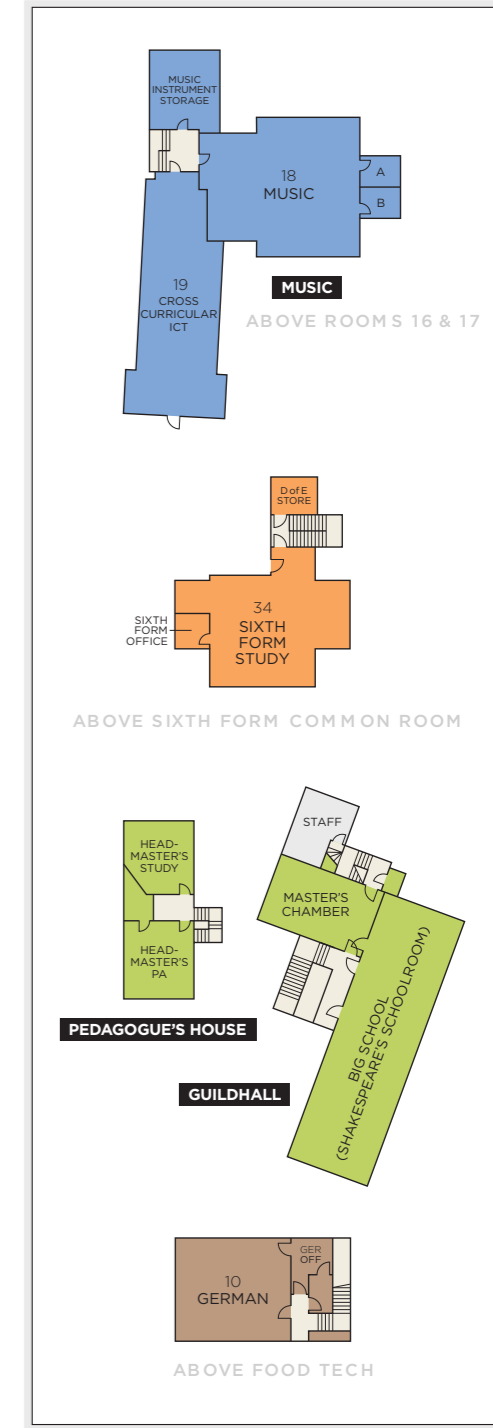 MUSIC
INSTRUMENT
STORAGE
18
MUSIC
A
B
19
CROSS
CURRICULAR
ICT
MUSIC
ABOVE ROOMS 16 & 17
D of E
STORE
34
SIXTH
FORM
STUDY
SIXTH
FORM
OFFICE
ABOVE SIXTH FORM COMMON ROOM
HEAD-
MASTER'S
STUDY
HEAD-
MASTER'S
PA
PEDAGOGUE'S HOUSE
STAFF
MASTER'S
CHAMBER
BIG SCHOOL
(SHAKESPEARE'S SCHOOLROOM)
GUILDHALL
10
GERMAN
GER
OFF
ABOVE FOOD TECH